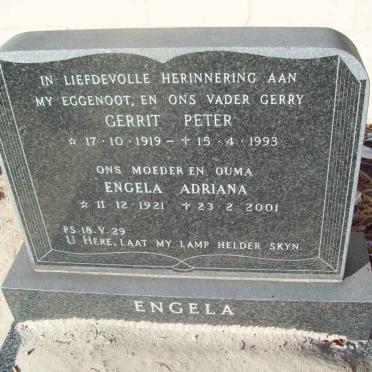 IN LIEFDEVOLLE HERINNERING AAN
MY EGGENOOT, EN ONS VADER GERRY
GERRIT PETER
☆ 17·10·1919 – ✝ 15·4·1993
ONS MOEDER EN OUMA
ENGELA ADRIANA
☆ 11·12·1921 ✝ 23·2·2001
PS. 18. V. 29
U HERE, LAAT MY LAMP HELDER SKYN.
ENGELA